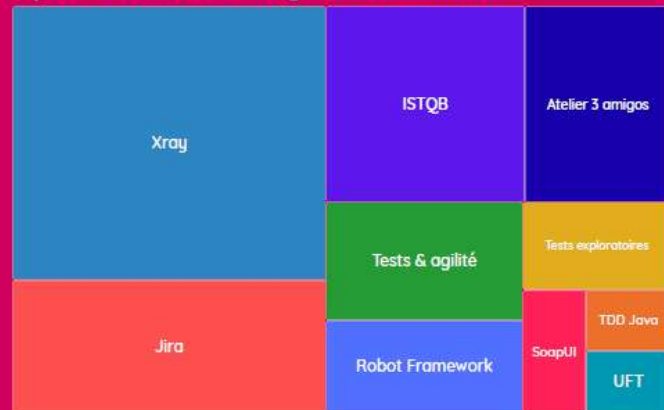 Xray
ISTQB
Atelier 3 amigos
Tests & agilité
Tests exploratoires
Jira
Robot Framework
SoapUI
TDD Java
UFT